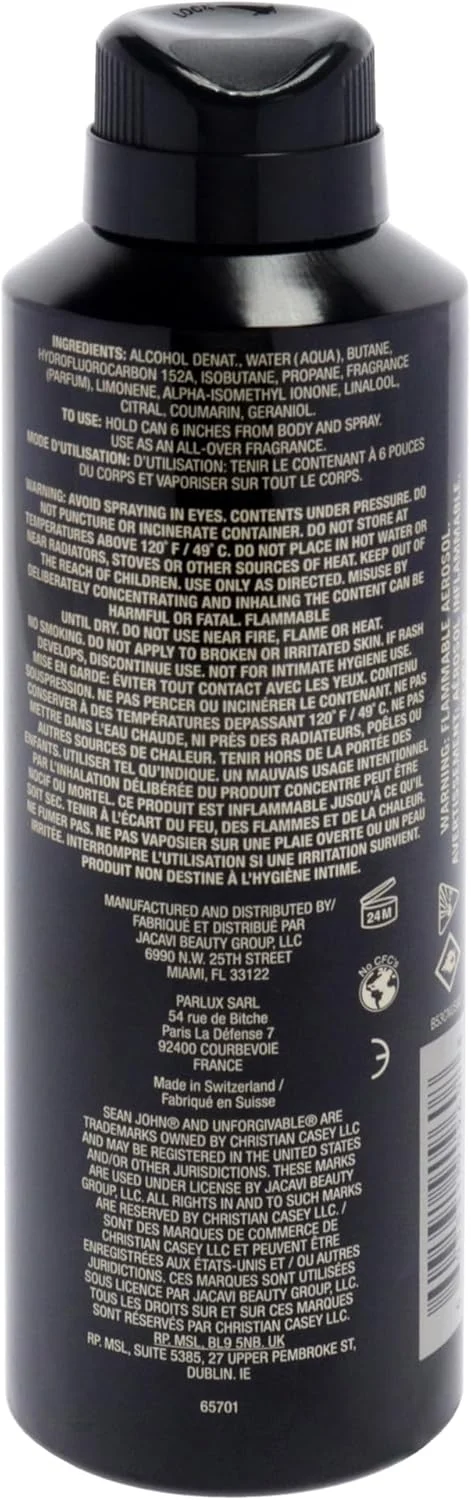 INGREDIENTS: ALCOHOL DENAT., WATER (AQUA), BUTANE,
HYDROFLUOROCARBON 152A, ISOBUTANE, PROPANE, FRAGRANCE
(PARFUM), LIMONENE, ALPHA-ISOMETHYL IONONE, LINALOOL,
CITRAL, COUMARIN, GERANIOL.
TO USE: HOLD CAN 6 INCHES FROM BODY AND SPRAY.
USE AS AN ALL-OVER FRAGRANCE.
MODE D'UTILISATION: D'UTILISATION: TENIR LE CONTENANT À 6 POUCES
DU CORPS ET VAPORISER SUR TOUT LE CORPS.
WARNING: AVOID SPRAYING IN EYES. CONTENTS UNDER PRESSURE. DO
NOT PUNCTURE OR INCINERATE CONTAINER. DO NOT STORE AT
TEMPERATURES ABOVE 120° F / 49° C. DO NOT PLACE IN HOT WATER OR
NEAR RADIATORS, STOVES OR OTHER SOURCES OF HEAT. KEEP OUT OF
THE REACH OF CHILDREN. USE ONLY AS DIRECTED. MISUSE BY
DELIBERATELY CONCENTRATING AND INHALING THE CONTENT CAN BE
HARMFUL OR FATAL. FLAMMABLE
UNTIL DRY. DO NOT USE NEAR FIRE, FLAME OR HEAT.
NO SMOKING. DO NOT APPLY TO BROKEN OR IRRITATED SKIN. IF RASH
DEVELOPS, DISCONTINUE USE. NOT FOR INTIMATE HYGIENE USE.
MISE EN GARDE: ÉVITER TOUT CONTACT AVEC LES YEUX. CONTENU
SOUSPRESSION. NE PAS PERCER OU INCINÉRER LE CONTENANT. NE PAS
CONSERVER À DES TEMPÉRATURES DEPASSANT 120° F / 49° C. NE PAS
METTRE DANS L'EAU CHAUDE, NI PRÈS DES RADIATEURS, POÊLES OU
AUTRES SOURCES DE CHALEUR. TENIR HORS DE LA PORTÉE DES
ENFANTS. UTILISER TEL QU'INDIQUE. UN MAUVAIS USAGE INTENTIONNEL
PAR L'INHALATION DÉLIBÉRÉE DU PRODUIT CONCENTRE PEUT ÊTRE
NOCIF OU MORTEL. CE PRODUIT EST INFLAMMABLE JUSQU'À CE QU'IL
SOIT SEC. TENIR À L'ÉCART DU FEU, DES FLAMMES ET DE LA CHALEUR.
NE FUMER PAS. NE PAS VAPORISER SUR UNE PLAIE OVERTE OU UN PEAU
IRRITÉE. INTERROMPRE L'UTILISATION SI UNE IRRITATION SURVIENT.
PRODUIT NON DESTINE À L'HYGIÈNE INTIME.
WARNING: FLAMMABLE AEROSOL.
AVERTISSEMENT: AÉROSOL INFLAMMABLE.
MANUFACTURED AND DISTRIBUTED BY/
FABRIQUÉ ET DISTRIBUÉ PAR
JACAVI BEAUTY GROUP, LLC
6990 N.W. 25TH STREET
MIAMI, FL 33122
24 M
No CFC's
PARLUX SARL
54 rue de Bitche
Paris La Défense 7
92400 COURBEVOIE
FRANCE
Made in Switzerland /
Fabriqué en Suisse
SEAN JOHN® AND UNFORGIVABLE® ARE
TRADEMARKS OWNED BY CHRISTIAN CASEY LLC
AND MAY BE REGISTERED IN THE UNITED STATES
AND/OR OTHER JURISDICTIONS. THESE MARKS
ARE USED UNDER LICENSE BY JACAVI BEAUTY
GROUP, LLC. ALL RIGHTS IN AND TO SUCH MARKS
ARE RESERVED BY CHRISTIAN CASEY LLC. /
SONT DES MARQUES DE COMMERCE DE
CHRISTIAN CASEY LLC ET PEUVENT ÊTRE
ENREGISTRÉES AUX ÉTATS-UNIS ET / OU AUTRES
JURIDICTIONS. CES MARQUES SONT UTILISÉES
SOUS LICENCE PAR JACAVI BEAUTY GROUP, LLC.
TOUS LES DROITS SUR ET SUR CES MARQUES
SONT RÉSERVÉS PAR CHRISTIAN CASEY LLC.
RP. MSL, BL9 5NB. UK
RP. MSL, SUITE 5385, 27 UPPER PEMBROKE ST,
DUBLIN. IE
65701